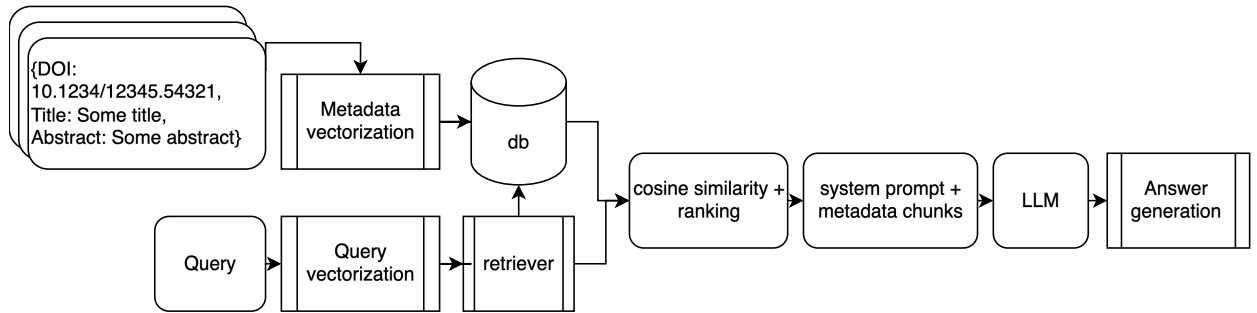 {DOI:
10.1234/12345.54321,
Title: Some title,
Abstract: Some abstract}
Metadata
vectorization
db
Query
Query
vectorization
retriever
cosine similarity +
ranking
system prompt +
metadata chunks
LLM
Answer
generation